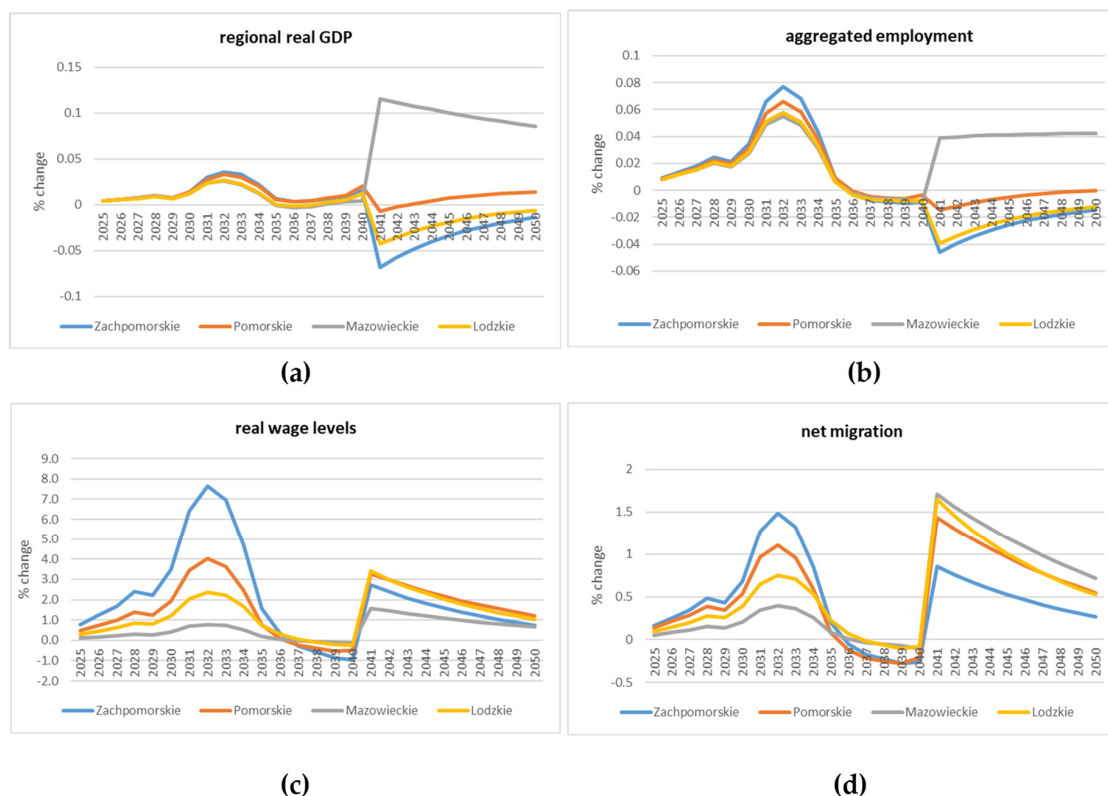 regional real GDP
% change
0.15
0.1
0.05
0
-0.05
-0.1
2025 2026 2027 2028 2029 2030 2031 2032 2033 2034 2035 2036 2037 2038 2039 2040 2041 2042 2043 2044 2045 2046 2047 2048 2049 2050
Zachpomorskie Pomorskie Mazowieckie Lodzkie
(a)
aggregated employment
% change
0.1
0.08
0.06
0.04
0.02
0
-0.02
-0.04
-0.06
2025 2026 2027 2028 2029 2030 2031 2032 2033 2034 2035 2036 2037 2038 2039 2040 2041 2042 2043 2044 2045 2046 2047 2048 2049 2050
Zachpomorskie Pomorskie Mazowieckie Lodzkie
(b)
real wage levels
% change
9.0
8.0
7.0
6.0
5.0
4.0
3.0
2.0
1.0
0.0
-1.0
-2.0
2025 2026 2027 2028 2029 2030 2031 2032 2033 2034 2035 2036 2037 2038 2039 2040 2041 2042 2043 2044 2045 2046 2047 2048 2049 2050
Zachpomorskie Pomorskie Mazowieckie Lodzkie
(c)
net migration
% change
2
1.5
1
0.5
0
-0.5
2025 2026 2027 2028 2029 2030 2031 2032 2033 2034 2035 2036 2037 2038 2039 2040 2041 2042 2043 2044 2045 2046 2047 2048 2049 2050
Zachpomorskie Pomorskie Mazowieckie Lodzkie
(d)